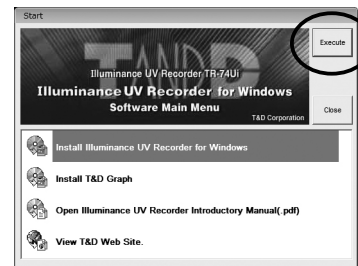 Start
TANDD
Illuminance UV Recorder TR-74Ui
Illuminance UV Recorder for Windows
Software Main Menu
T&D Corporation
Execute
Close
Install Illuminance UV Recorder for Windows
Install T&D Graph
Open Illuminance UV Recorder Introductory Manual(.pdf)
View T&D Web Site.